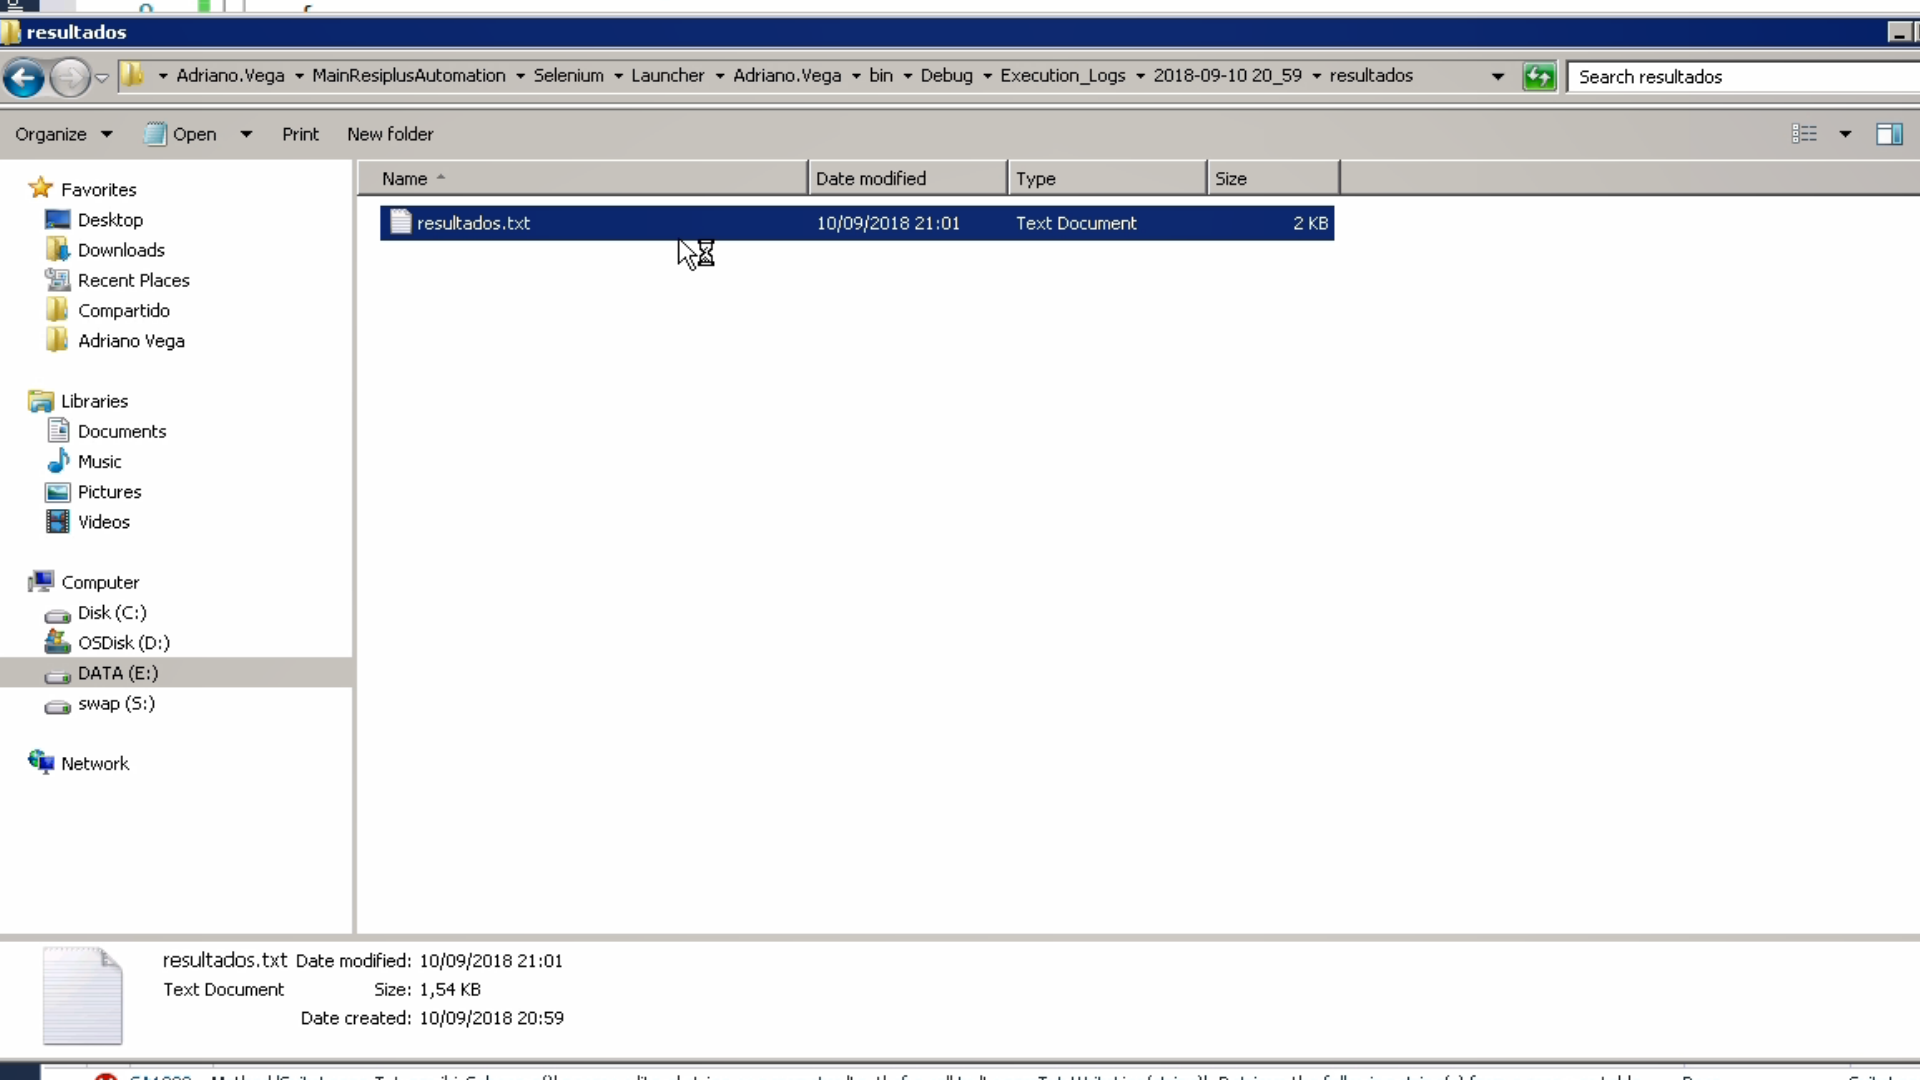 resultados
Adriano.Vega MainResiplusAutomation Selenium Launcher Adriano.Vega bin Debug Execution_Logs 2018-09-10 20_59 resultados
Search resultados
Organize Open Print New folder
Name Date modified Type Size
resultados.txt 10/09/2018 21:01 Text Document 2 KB
Favorites
Desktop
Downloads
Recent Places
Compartido
Adriano Vega
Libraries
Documents
Music
Pictures
Videos
Computer
Disk (C:)
OSDisk (D:)
DATA (E:)
swap (S:)
Network
resultados.txt Date modified: 10/09/2018 21:01
Text Document Size: 1,54 KB
Date created: 10/09/2018 20:59